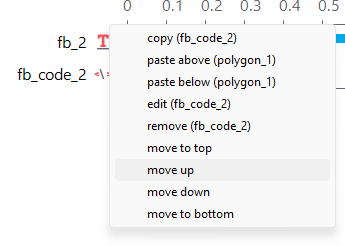 0 0.1 0.2 0.3 0.4 0.5
fb_2 T
fb_code_2 <\>
copy (fb_code_2)
paste above (polygon_1)
paste below (polygon_1)
edit (fb_code_2)
remove (fb_code_2)
move to top
move up
move down
move to bottom